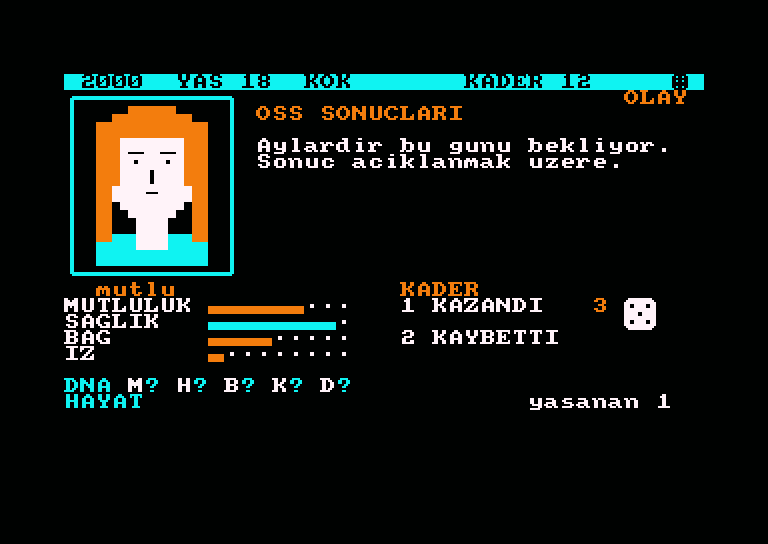 2000 YAS 18 KOK KADER 12
OLAY
OSS SONUCLARI
Aylardir bu gunu bekliyor.
Sonuc aciklanmak uzere.
mutlu
MUTLULUK
SAGLIK
BAG
IZ
KADER
1 KAZANDI 3
2 KAYBETTI
DNA M? H? B? K? D?
HAYAT
yasanan 1